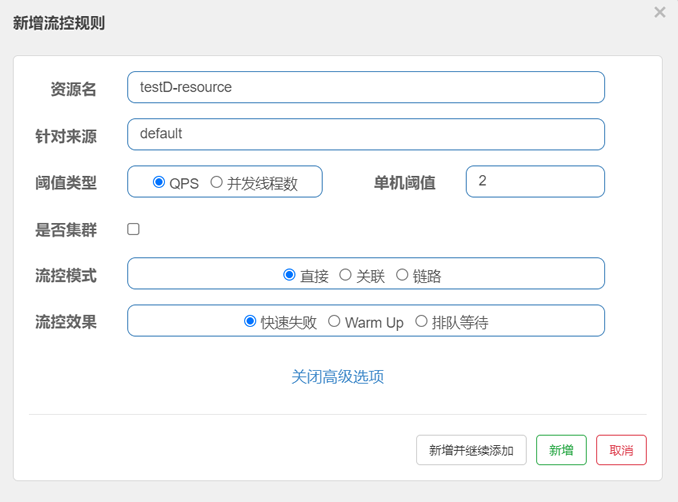 新增流控规则
×
资源名 testD-resource
针对来源 default
阈值类型 QPS 并发线程数 单机阈值 2
是否集群
流控模式 直接 关联 链路
流控效果 快速失败 Warm Up 排队等待
关闭高级选项
新增并继续添加 新增 取消